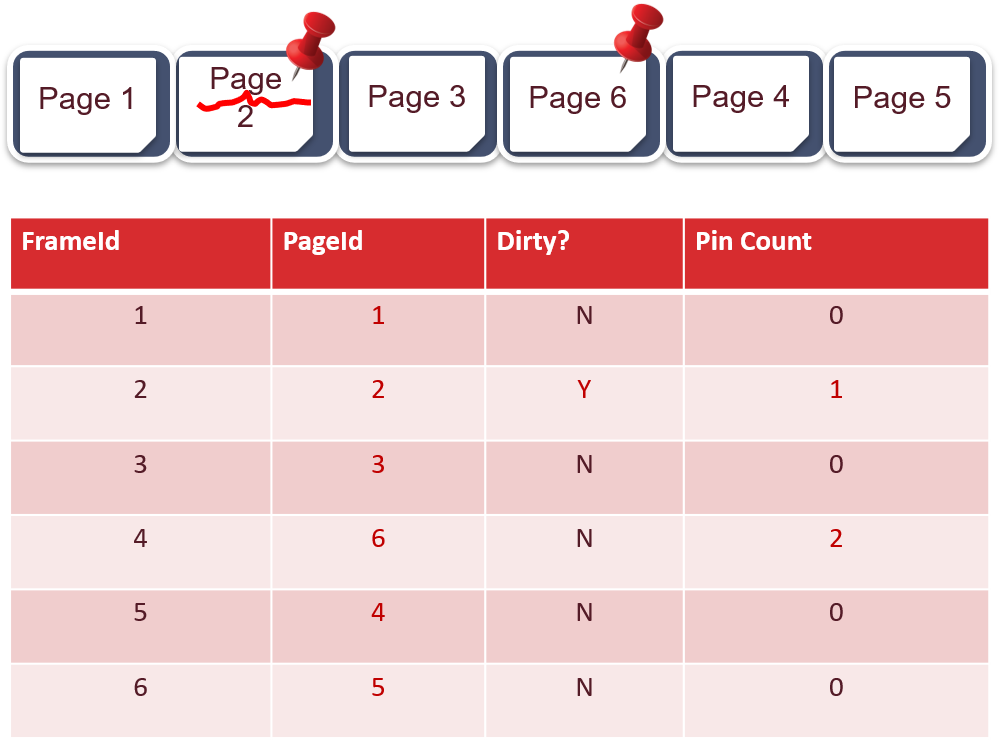 Page 1
Page
2
Page 3
Page 6
Page 4
Page 5
FrameId PageId Dirty? Pin Count
1 1 N 0
2 2 Y 1
3 3 N 0
4 6 N 2
5 4 N 0
6 5 N 0